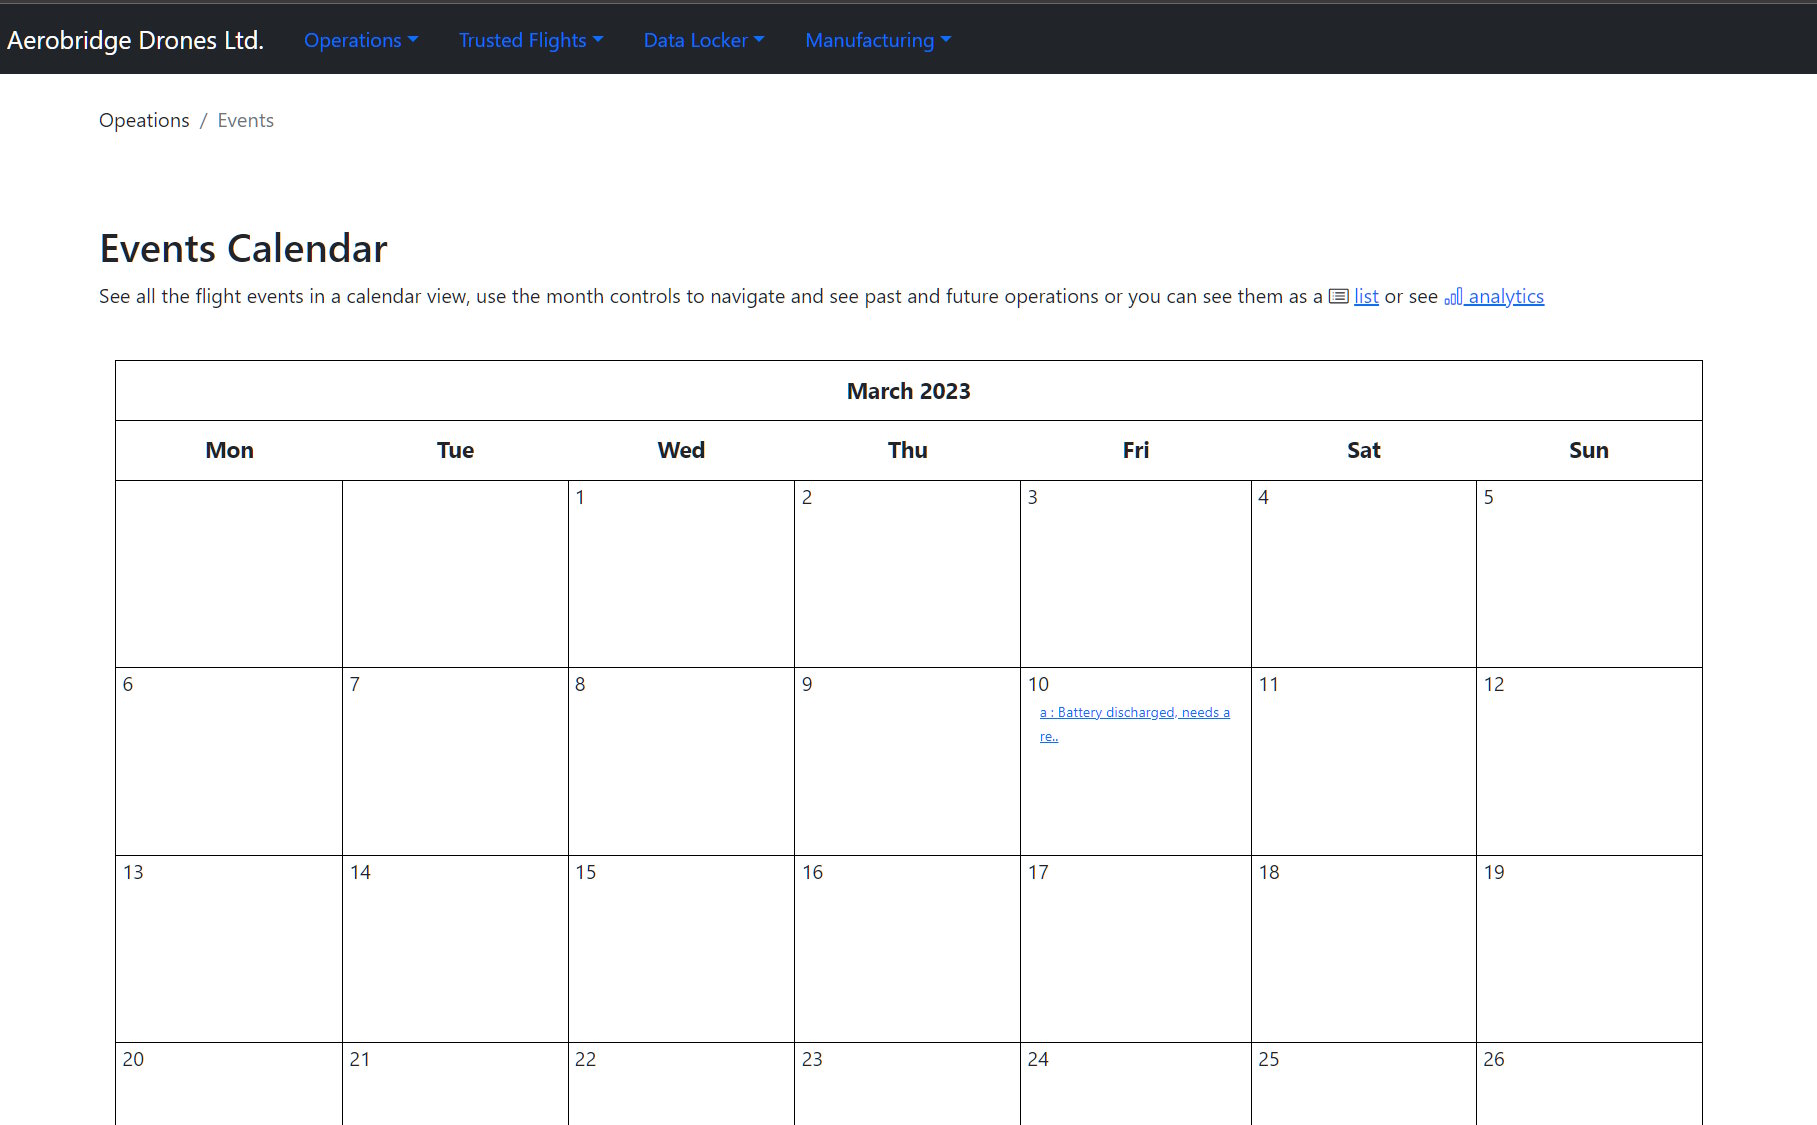 Aerobridge Drones Ltd. Operations Trusted Flights Data Locker Manufacturing
Opeations / Events
Events Calendar
See all the flight events in a calendar view, use the month controls to navigate and see past and future operations or you can see them as a list or see analytics
March 2023
Mon Tue Wed Thu Fri Sat Sun
1 2 3 4 5
6 7 8 9 10 11 12
a : Battery discharged, needs a
re..
13 14 15 16 17 18 19
20 21 22 23 24 25 26